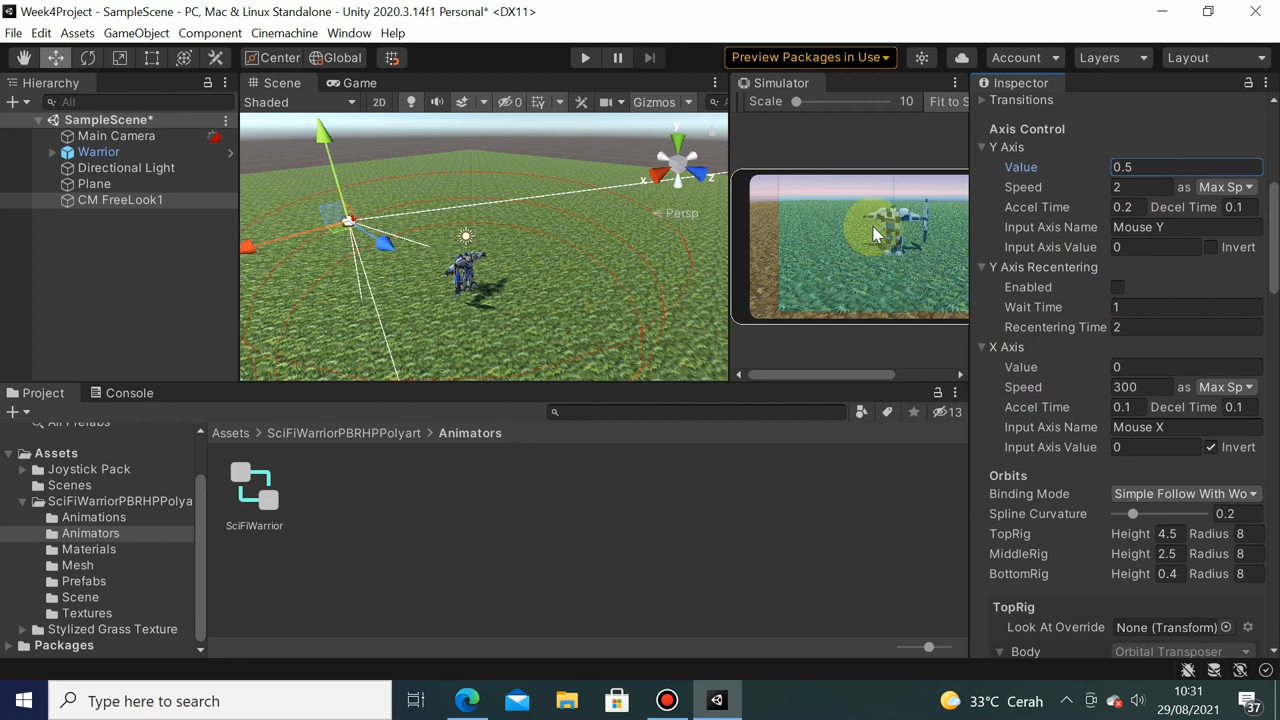 Week4Project - SampleScene - PC, Mac & Linux Standalone - Unity 2020.3.14f1 Personal* <DX11>
File Edit Assets GameObject Component Cinemachine Window Help
Center Global Preview Packages in Use Account Layers Layout
Hierarchy Scene Game Simulator Inspector
All Shaded 2D 0 Gizmos Scale 10 Fit to S
Transitions
SampleScene*
Main Camera
Warrior
Directional Light
Plane
CM FreeLook1
y
x z
Persp
Axis Control
Y Axis
Value 0.5
Speed 2 as Max Sp
Accel Time 0.2 Decel Time 0.1
Input Axis Name Mouse Y
Input Axis Value 0 Invert
Y Axis Recentering
Enabled
Wait Time 1
Recentering Time 2
X Axis
Value 0
Speed 300 as Max Sp
Accel Time 0.1 Decel Time 0.1
Input Axis Name Mouse X
Input Axis Value 0 Invert
Orbits
Binding Mode Simple Follow With Wo
Spline Curvature 0.2
TopRig Height 4.5 Radius 8
MiddleRig Height 2.5 Radius 8
BottomRig Height 0.4 Radius 8
TopRig
Look At Override None (Transform)
Body Orbital Transposer
Project Console
13
All Prefabs
Assets
Joystick Pack
Scenes
SciFiWarriorPBRHPPolya
Animations
Animators
Materials
Mesh
Prefabs
Scene
Textures
Stylized Grass Texture
Packages
Assets > SciFiWarriorPBRHPPolyart > Animators
SciFiWarrior
Type here to search
33°C Cerah
10:31
29/08/2021
37